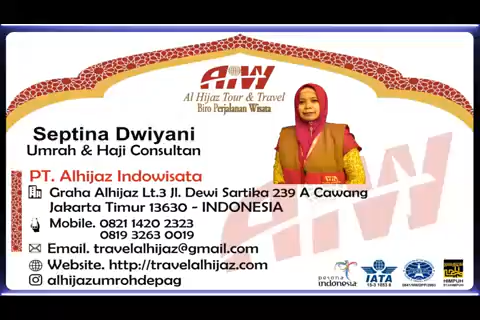 AIW
Al Hijaz Tour & Travel
Biro Perjalanan Wisata
Septina Dwiyani
Umrah & Haji Consultan
PT. Alhijaz Indowisata
Graha Alhijaz Lt.3 Jl. Dewi Sartika 239 A Cawang
Jakarta Timur 13630 - INDONESIA
Mobile. 0821 1420 2323
0819 3263 0019
Email. travelalhijaz@gmail.com
Website. http://travelalhijaz.com
alhijazumrohdepag
pesona
indonesia
IATA
HIMPUH